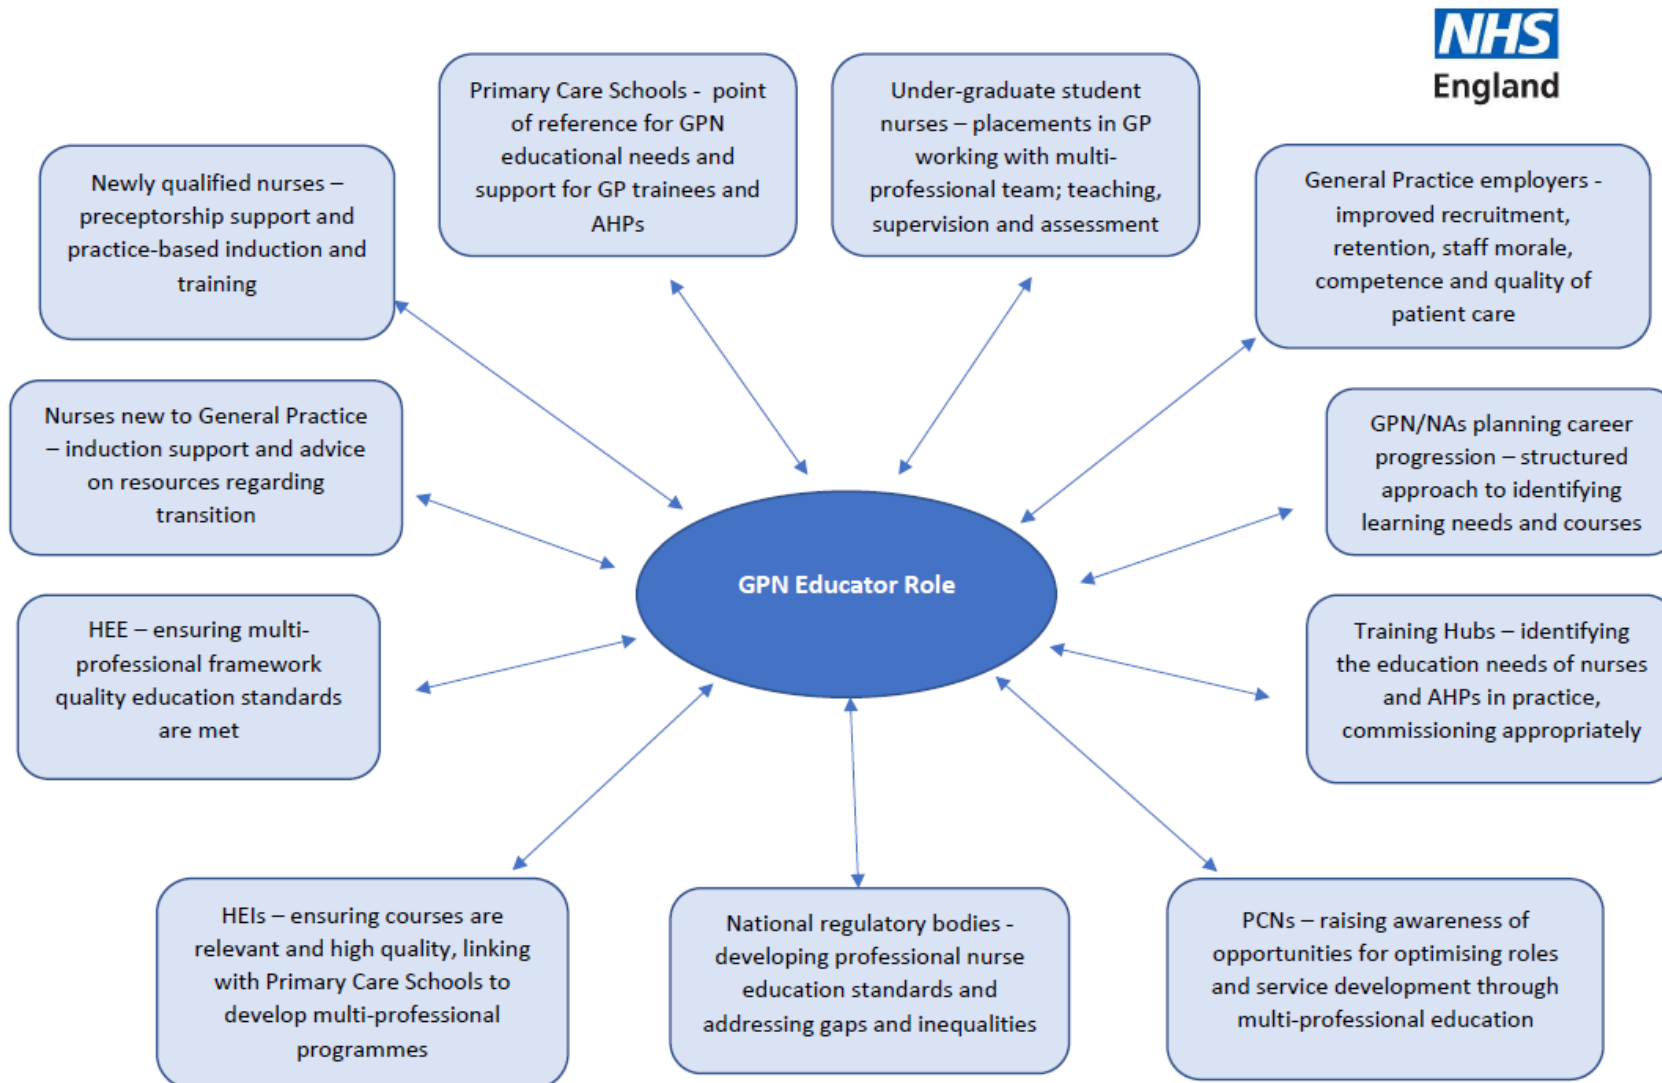 NHS
England
Primary Care Schools - point
of reference for GPN
educational needs and
support for GP trainees and
AHPs
Under-graduate student
nurses – placements in GP
working with multi-
professional team; teaching,
supervision and assessment
Newly qualified nurses –
preceptorship support and
practice-based induction and
training
General Practice employers -
improved recruitment,
retention, staff morale,
competence and quality of
patient care
Nurses new to General Practice
– induction support and advice
on resources regarding
transition
GPN/NAs planning career
progression – structured
approach to identifying
learning needs and courses
GPN Educator Role
HEE – ensuring multi-
professional framework
quality education standards
are met
Training Hubs – identifying
the education needs of nurses
and AHPs in practice,
commissioning appropriately
HEIs – ensuring courses are
relevant and high quality, linking
with Primary Care Schools to
develop multi-professional
programmes
National regulatory bodies -
developing professional nurse
education standards and
addressing gaps and inequalities
PCNs – raising awareness of
opportunities for optimising roles
and service development through
multi-professional education